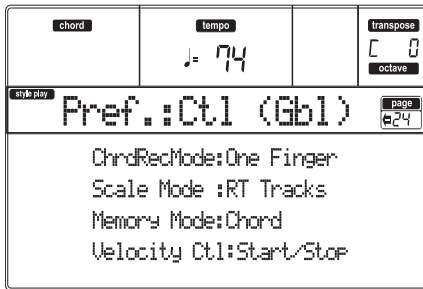 chord
tempo
transpose
♩= 74
C 0
octave
style play
Pref.:Ctl (Gbl)
page
24
ChrdRecMode:One Finger
Scale Mode :RT Tracks
Memory Mode:Chord
Velocity Ctl:Start/Stop